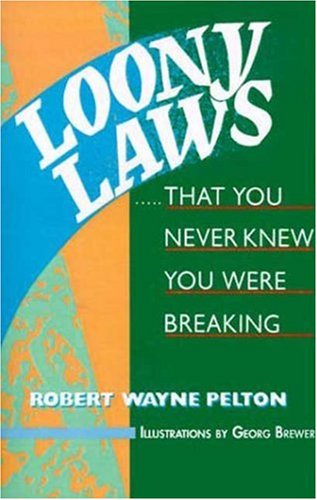 LOONY
LAWS
.....THAT YOU
NEVER KNEW
YOU WERE
BREAKING
ROBERT WAYNE PELTON
ILLUSTRATIONS BY GEORG BREWER